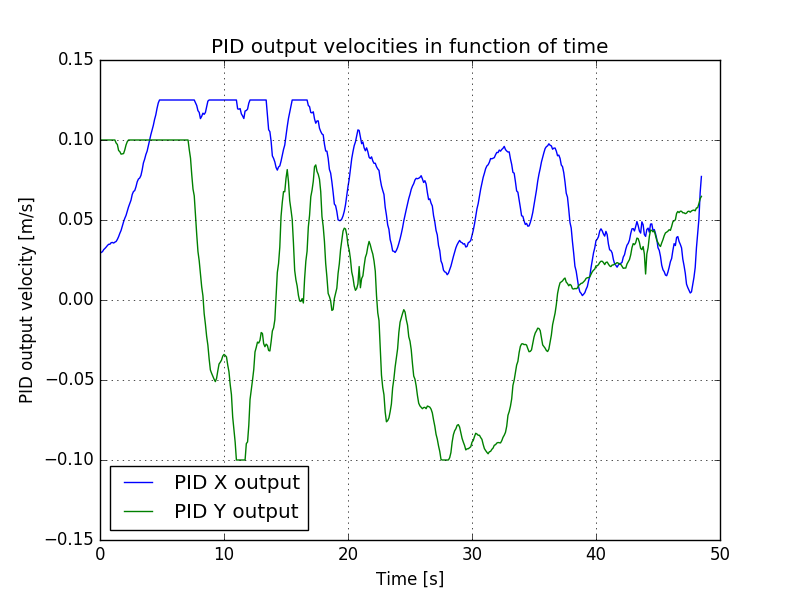 PID output velocities in function of time
PID output velocity [m/s]
0.15
0.10
0.05
0.00
−0.05
−0.10
−0.15
PID X output
PID Y output
0 10 20 30 40 50
Time [s]